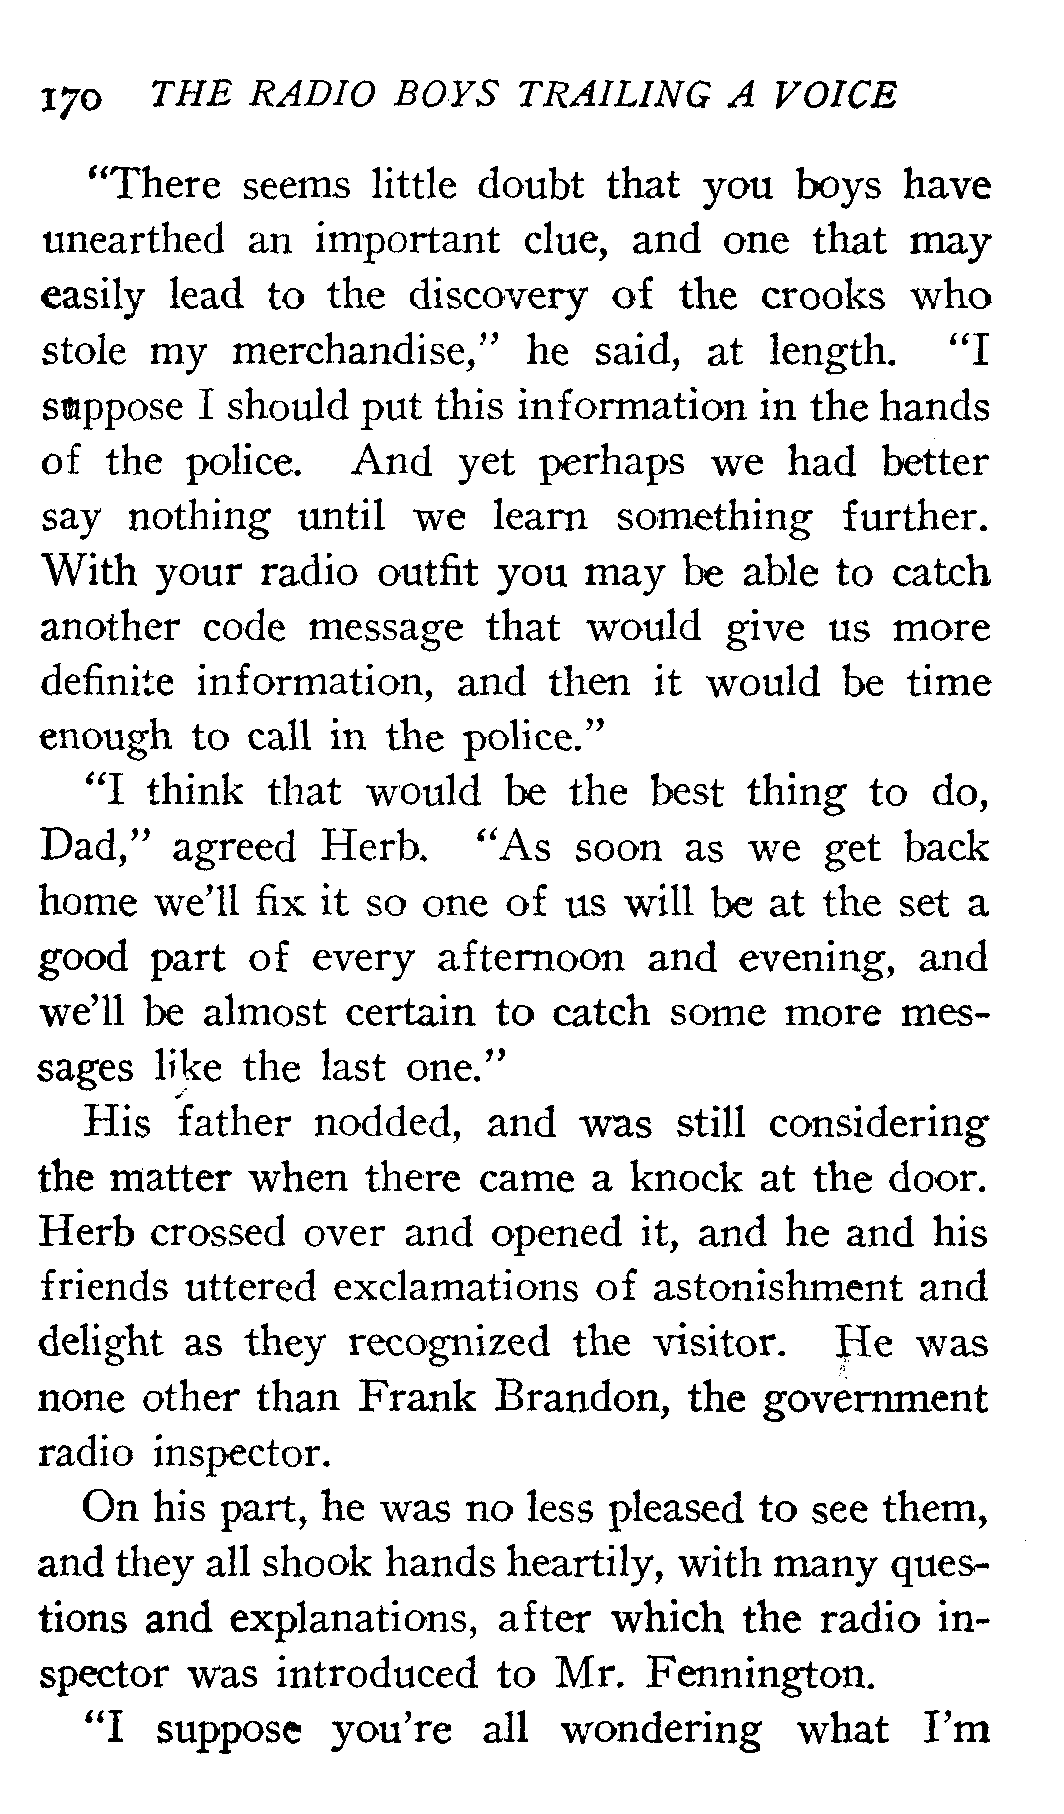 170 THE RADIO BOYS TRAILING A VOICE
“There seems little doubt that you boys have
unearthed an important clue, and one that may
easily lead to the discovery of the crooks who
stole my merchandise,” he said, at length. “I
suppose I should put this information in the hands
of the police. And yet perhaps we had better
say nothing until we learn something further.
With your radio outfit you may be able to catch
another code message that would give us more
definite information, and then it would be time
enough to call in the police.”
“I think that would be the best thing to do,
Dad,” agreed Herb. “As soon as we get back
home we’ll fix it so one of us will be at the set a
good part of every afternoon and evening, and
we’ll be almost certain to catch some more mes-
sages like the last one.”
His father nodded, and was still considering
the matter when there came a knock at the door.
Herb crossed over and opened it, and he and his
friends uttered exclamations of astonishment and
delight as they recognized the visitor. He was
none other than Frank Brandon, the government
radio inspector.
On his part, he was no less pleased to see them,
and they all shook hands heartily, with many ques-
tions and explanations, after which the radio in-
spector was introduced to Mr. Fennington.
“I suppose you’re all wondering what I’m